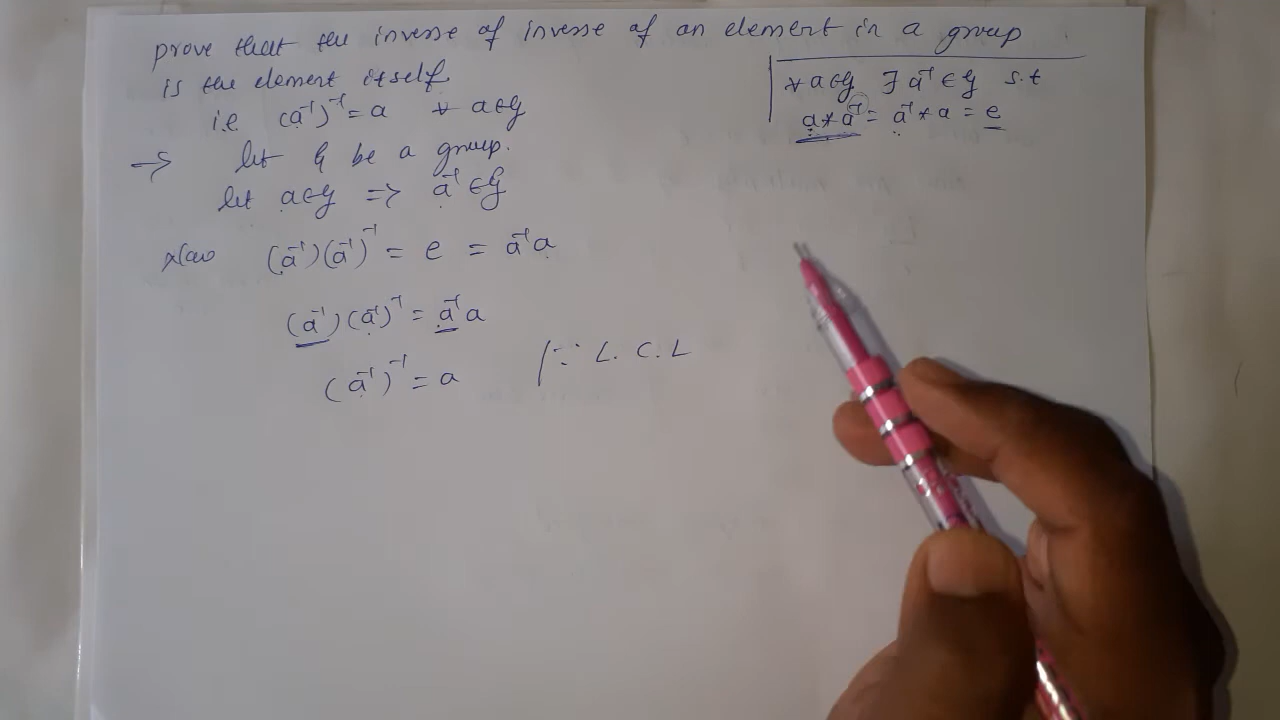 prove that the inverse of inverse of an element in a group
is the element itself
i.e (a⁻¹)⁻¹ = a ∀ a∈G
∀ a∈G ∃ a⁻¹∈G s.t
a * a⁻¹ = a⁻¹ * a = e
→ let G be a group.
let a∈G => a⁻¹∈G
Now (a⁻¹)(a⁻¹)⁻¹ = e = a⁻¹a
(a⁻¹)(a⁻¹)⁻¹ = a⁻¹a
(a⁻¹)⁻¹ = a |∵ L.C.L